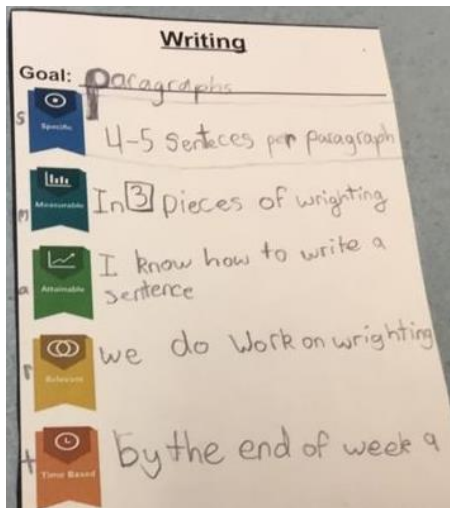 Writing
Goal: paragraphs
s
Specific
4-5 senteces per paragraph
m
Measurable
In 3 pieces of wrighting
a
Attainable
I know how to write a
sentence
r
Relevant
we do work on wrighting
t
Time Based
by the end of week 9